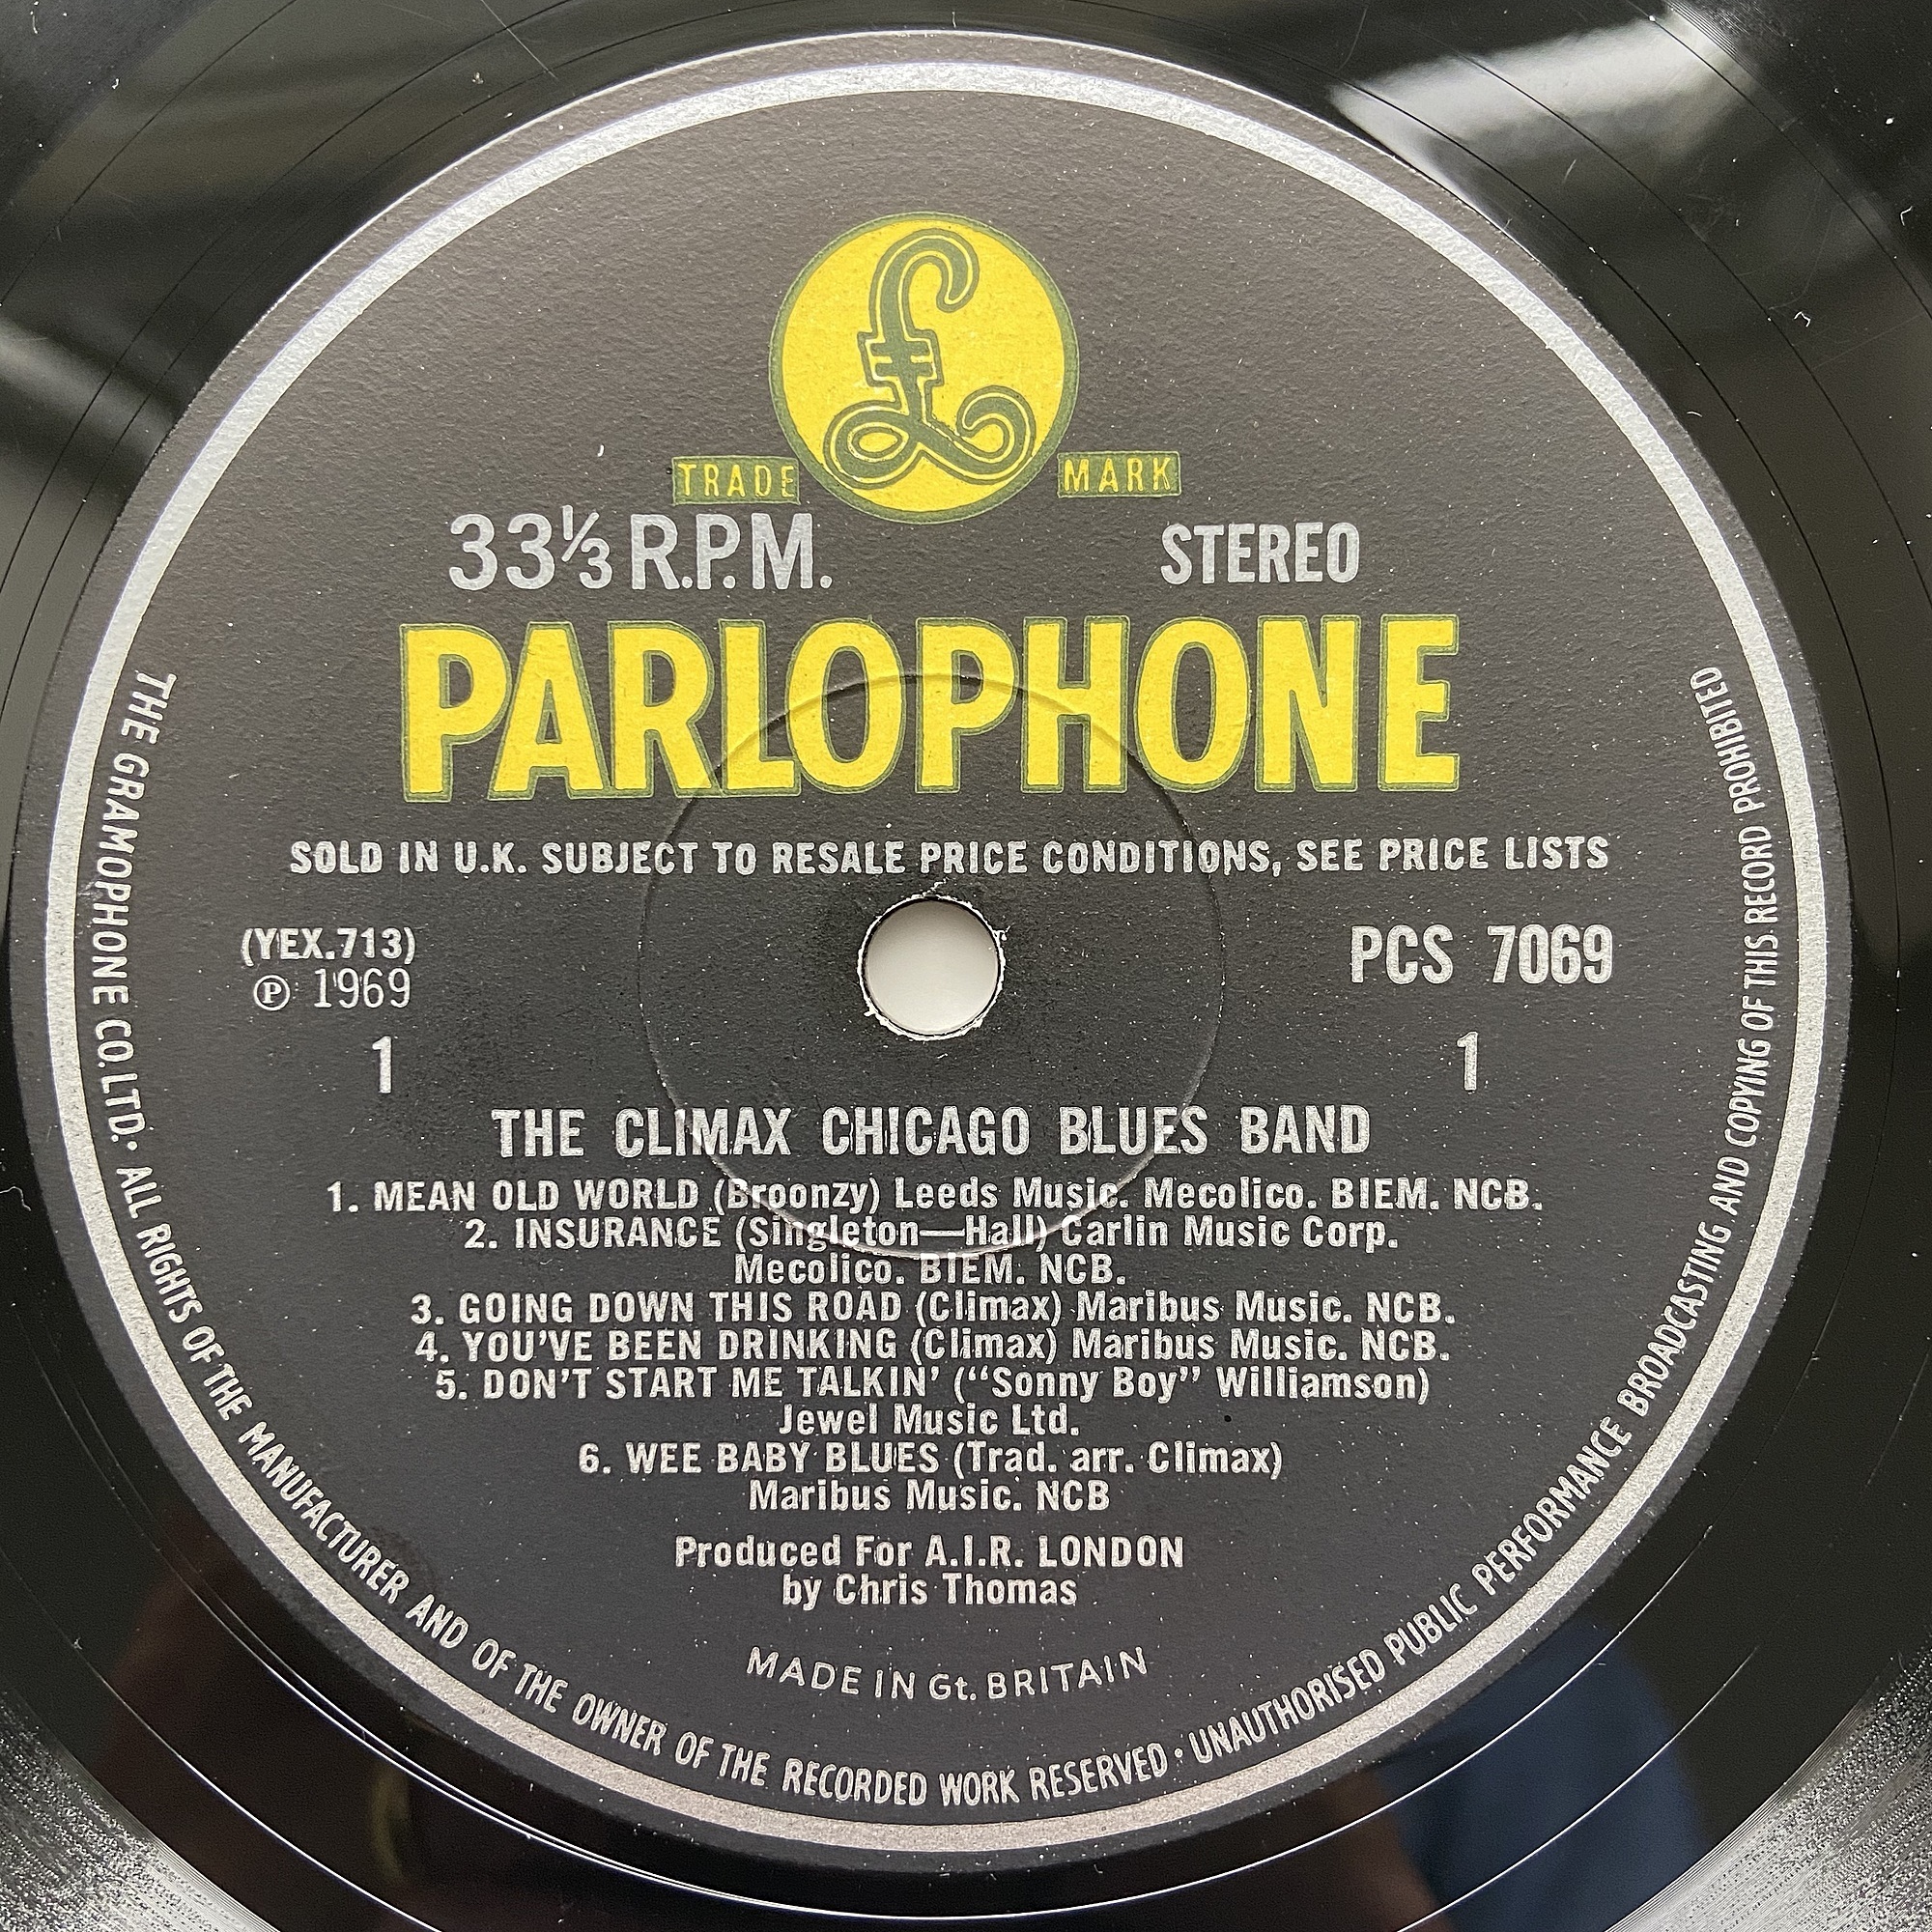 £
TRADE MARK
33⅓ R.P.M. STEREO
PARLOPHONE
SOLD IN U.K. SUBJECT TO RESALE PRICE CONDITIONS, SEE PRICE LISTS
(YEX.713) PCS 7069
℗ 1969
1 1
THE CLIMAX CHICAGO BLUES BAND
1. MEAN OLD WORLD (Broonzy) Leeds Music. Mecolico. BIEM. NCB.
2. INSURANCE (Singleton—Hall) Carlin Music Corp.
Mecolico. BIEM. NCB.
3. GOING DOWN THIS ROAD (Climax) Maribus Music. NCB.
4. YOU'VE BEEN DRINKING (Climax) Maribus Music. NCB.
5. DON'T START ME TALKIN' (“Sonny Boy” Williamson)
Jewel Music Ltd.
6. WEE BABY BLUES (Trad. arr. Climax)
Maribus Music. NCB
Produced For A.I.R. LONDON
by Chris Thomas
MADE IN Gt. BRITAIN
THE GRAMOPHONE CO. LTD. · ALL RIGHTS OF THE MANUFACTURER AND OF THE OWNER OF THE RECORDED WORK RESERVED · UNAUTHORISED PUBLIC PERFORMANCE BROADCASTING AND COPYING OF THIS RECORD PROHIBITED